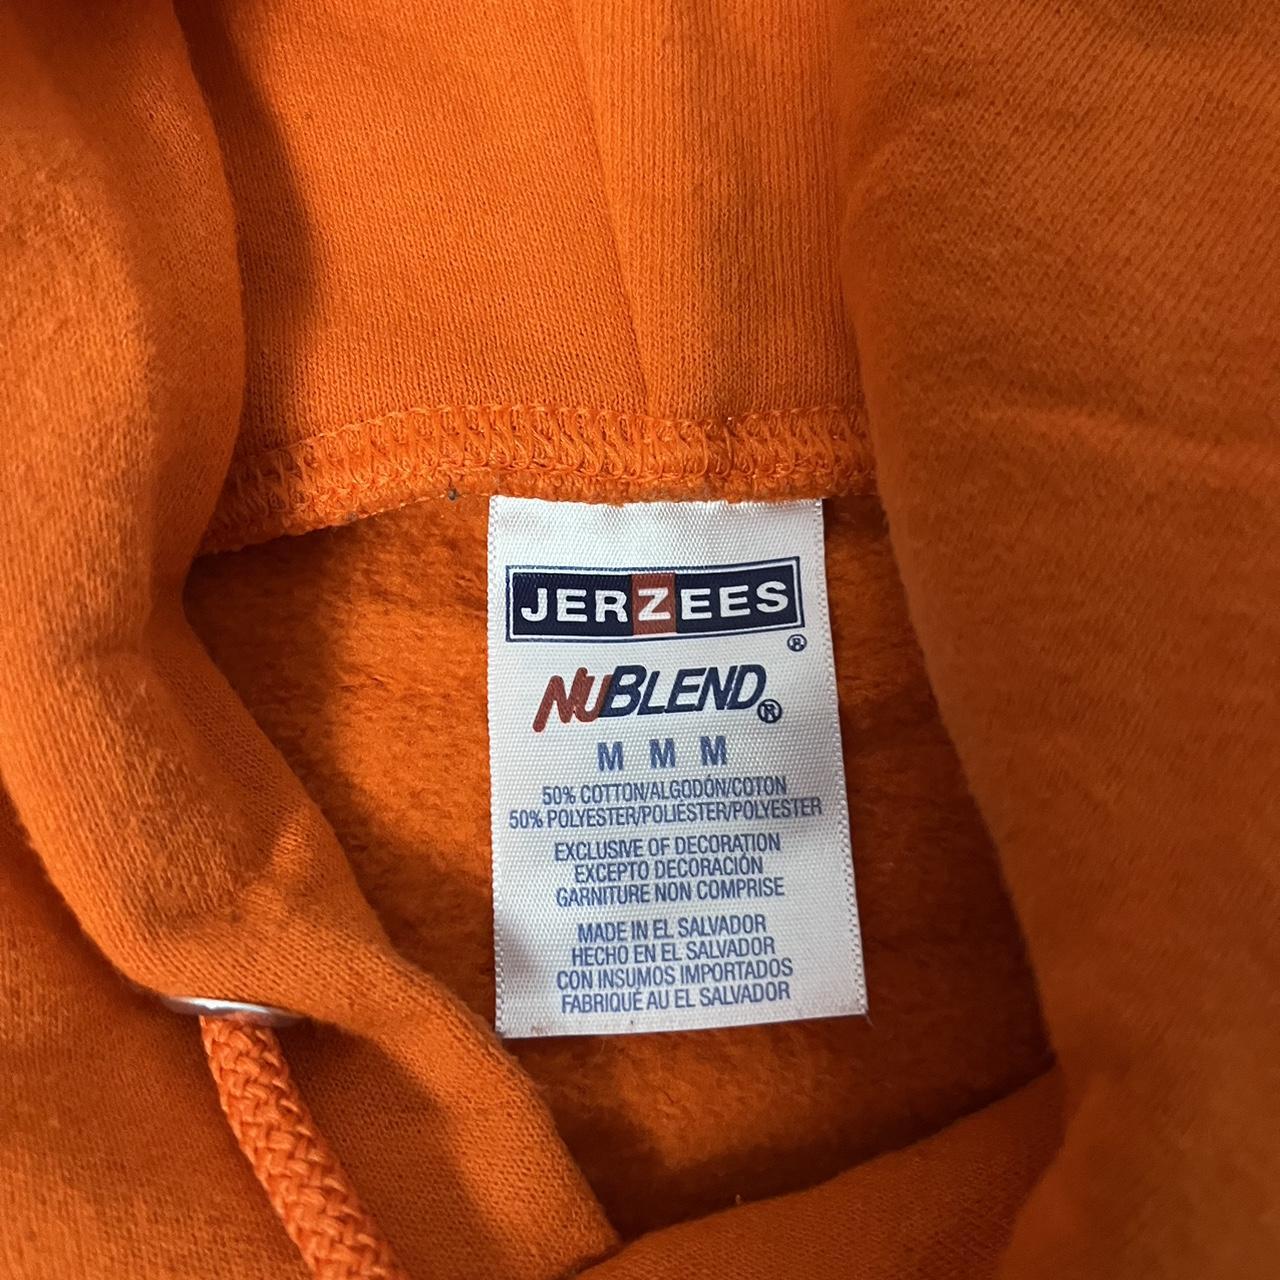 JERZEES
®
NUBLEND®
M M M
50% COTTON/ALGODÓN/COTON
50% POLYESTER/POLIÉSTER/POLYESTER
EXCLUSIVE OF DECORATION
EXCEPTO DECORACIÓN
GARNITURE NON COMPRISE
MADE IN EL SALVADOR
HECHO EN EL SALVADOR
CON INSUMOS IMPORTADOS
FABRIQUÉ AU EL SALVADOR